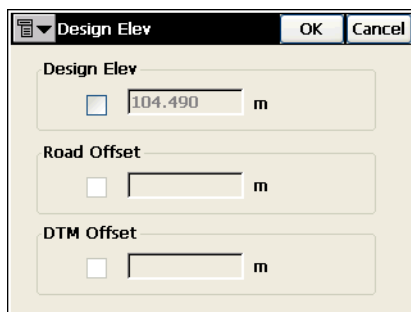 Design Elev OK Cancel
Design Elev
104.490 m
Road Offset
m
DTM Offset
m